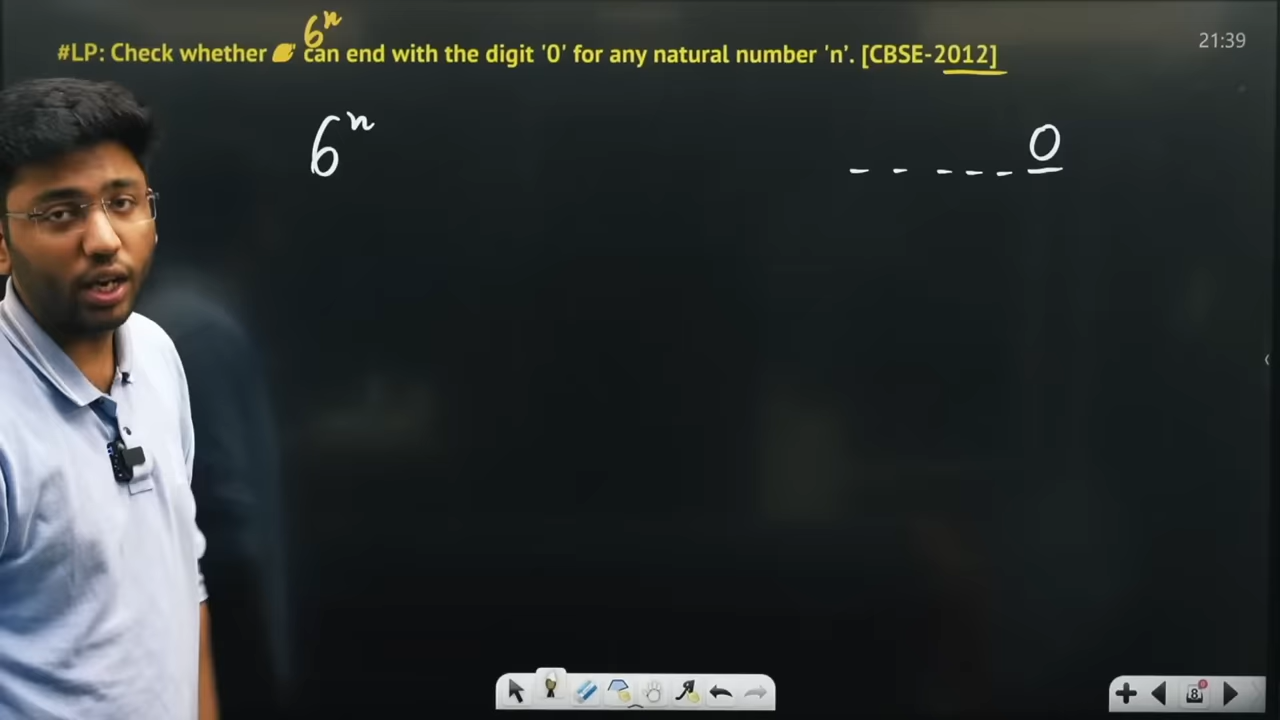 6ⁿ
#LP: Check whether can end with the digit '0' for any natural number 'n'. [CBSE-2012]
21:39
6ⁿ
_ _ _ _ _ 0
8